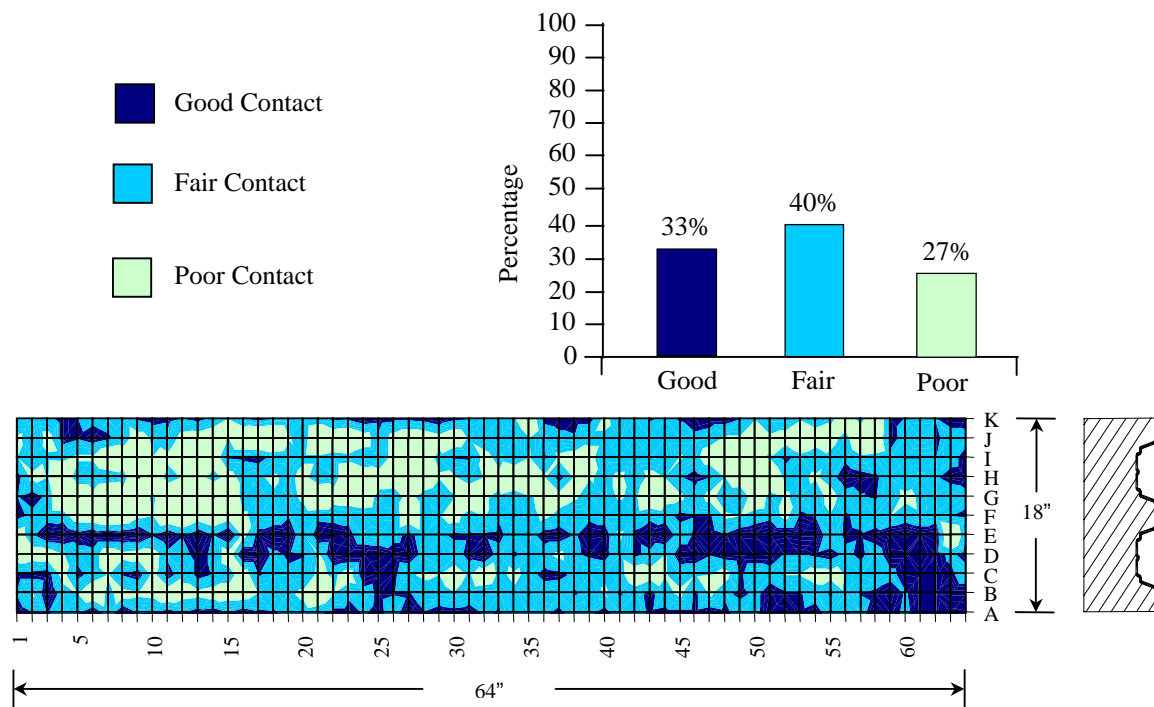 Good Contact
Fair Contact
Poor Contact
Percentage
100
90
80
70
60
50
40
30
20
10
0
33%
40%
27%
Good Fair Poor
K
J
I
H
G
F
E
D
C
B
A
18”
1 5 10 15 20 25 30 35 40 45 50 55 60
64”